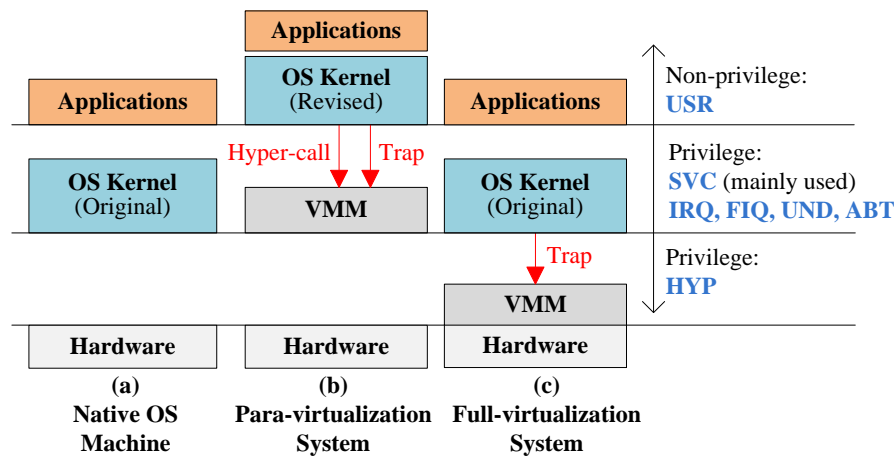 Applications
OS Kernel
(Revised)
Applications
Applications
Non-privilege:
USR
Hyper-call
Trap
Privilege:
SVC (mainly used)
IRQ, FIQ, UND, ABT
OS Kernel
(Original)
VMM
OS Kernel
(Original)
Trap
Privilege:
HYP
VMM
Hardware
Hardware
Hardware
(a)
Native OS
Machine
(b)
Para-virtualization
System
(c)
Full-virtualization
System